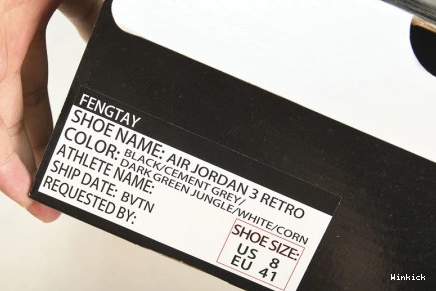 FENGTAY
SHOE NAME: AIR JORDAN 3 RETRO
COLOR: BLACK/CEMENT GREY/
DARK GREEN JUNGLE/WHITE/CORN
ATHLETE NAME:
SHIP DATE: BVTN
REQUESTED BY:
SHOE SIZE:
US 8
EU 41
Winkick